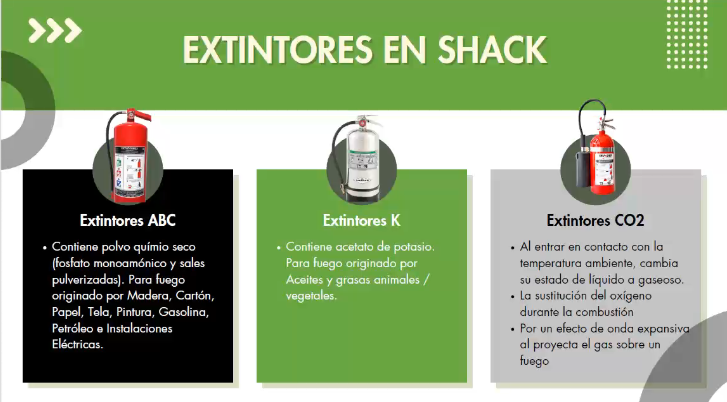 EXTINTORES EN SHACK
Extintores ABC
• Contiene polvo químio seco
(fosfato monoamónico y sales
pulverizadas). Para fuego
originado por Madera, Cartón,
Papel, Tela, Pintura, Gasolina,
Petróleo e Instalaciones
Eléctricas.
Extintores K
• Contiene acetato de potasio.
Para fuego originado por
Aceites y grasas animales /
vegetales.
Extintores CO2
• Al entrar en contacto con la
temperatura ambiente, cambia
su estado de líquido a gaseoso.
• La sustitución del oxígeno
durante la combustión
• Por un efecto de onda expansiva
al proyecta el gas sobre un
fuego